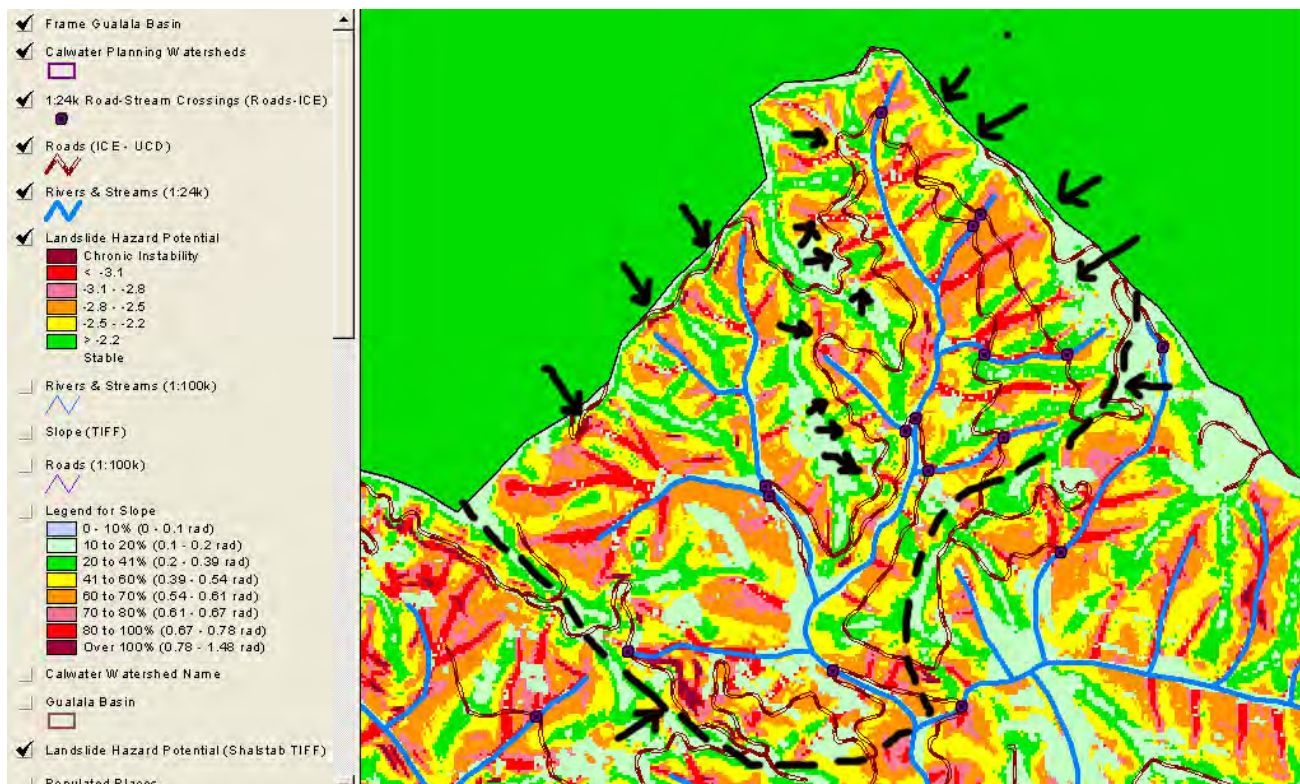 Frame Gualala Basin
Calwater Planning Watersheds
1:24k Road-Stream Crossings (Roads-ICE)
Roads (ICE - UCD)
Rivers & Streams (1:24k)
Landslide Hazard Potential
Chronic Instability
< -3.1
-3.1 - -2.8
-2.8 - -2.5
-2.5 - -2.2
> -2.2
Stable
Rivers & Streams (1:100k)
Slope (TIFF)
Roads (1:100k)
Legend for Slope
0 - 10% (0 - 0.1 rad)
10 to 20% (0.1 - 0.2 rad)
20 to 41% (0.2 - 0.39 rad)
41 to 60% (0.39 - 0.54 rad)
60 to 70% (0.54 - 0.61 rad)
70 to 80% (0.61 - 0.67 rad)
80 to 100% (0.67 - 0.78 rad)
Over 100% (0.78 - 1.48 rad)
Calwater Watershed Name
Gualala Basin
Landslide Hazard Potential (Shalstab TIFF)
Populated Places